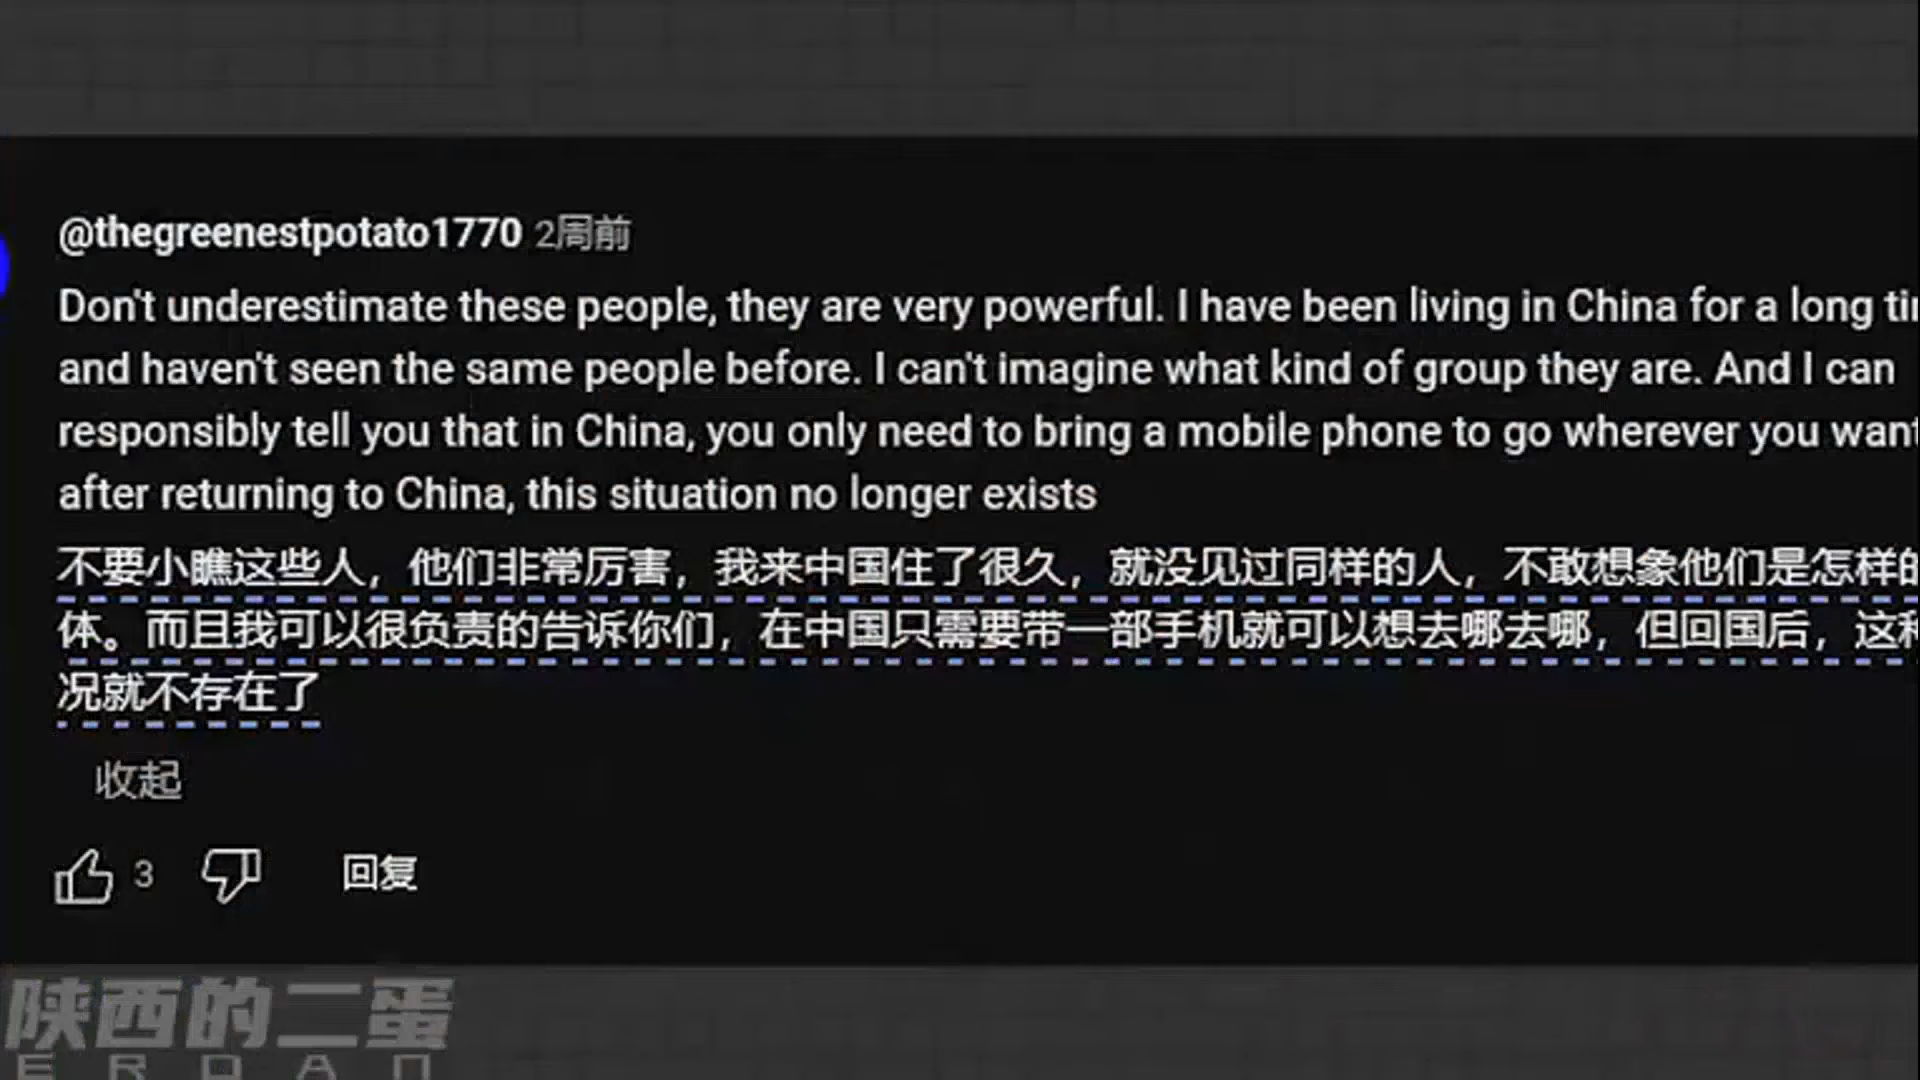 @thegreenestpotato1770 2周前
Don't underestimate these people, they are very powerful. I have been living in China for a long
and haven't seen the same people before. I can't imagine what kind of group they are. And I can
responsibly tell you that in China, you only need to bring a mobile phone to go wherever you want
after returning to China, this situation no longer exists
不要小瞧这些人，他们非常厉害，我来中国住了很久，就没见过同样的人，不敢想象他们是怎样的
体。而且我可以很负责的告诉你们，在中国只需要带一部手机就可以想去哪去哪，但回国后，这
况就不存在了
收起
3 回复
陕西的二蛋
ERDAN